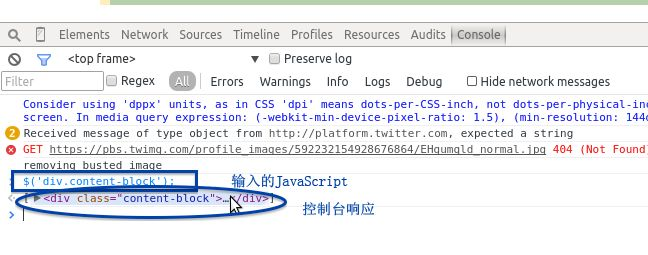 Elements Network Sources Timeline Profiles Resources Audits Console
<top frame> Preserve log
Filter Regex All Errors Warnings Info Logs Debug Hide network messages
Consider using 'dppx' units, as in CSS 'dpi' means dots-per-CSS-inch, not dots-per-physical-inc
screen. In media query expression: (-webkit-min-device-pixel-ratio: 1.5), (min-resolution: 144d
2 Received message of type object from http://platform.twitter.com, expected a string
GET https://pbs.twimg.com/profile_images/592232154928676864/EHgumgld_normal.jpg 404 (Not Found)
removing busted image
$('div.content-block'); 输入的JavaScript
[ ▶<div class="content-block">…</div>]
控制台响应